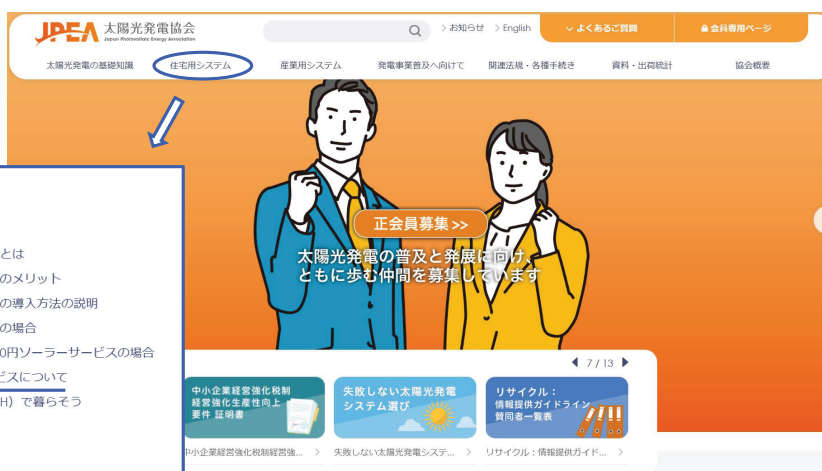 JPEA 太陽光発電協会
Japan Photovoltaic Energy Association
> お知らせ > English
よくあるご質問
会員専用ページ
太陽光発電の基礎知識 住宅用システム 産業用システム 発電事業普及へ向けて 関連法規・各種手続き 資料・出荷統計 協会概要
正会員募集 >>
太陽光発電の普及と発展に向け、
ともに歩む仲間を募集しています
とは
のメリット
の導入方法の説明
の場合
0円ソーラーサービスの場合
ビスについて
H）で暮らそう
7 / 13
中小企業経営強化税制
経営強化生産性向上
要件 証明書
失敗しない太陽光発電
システム選び
リサイクル：
情報提供ガイドライン
賛同者一覧表
中小企業経営強化税制経営強... >
失敗しない太陽光発電システ... >
リサイクル：情報提供ガイド... >